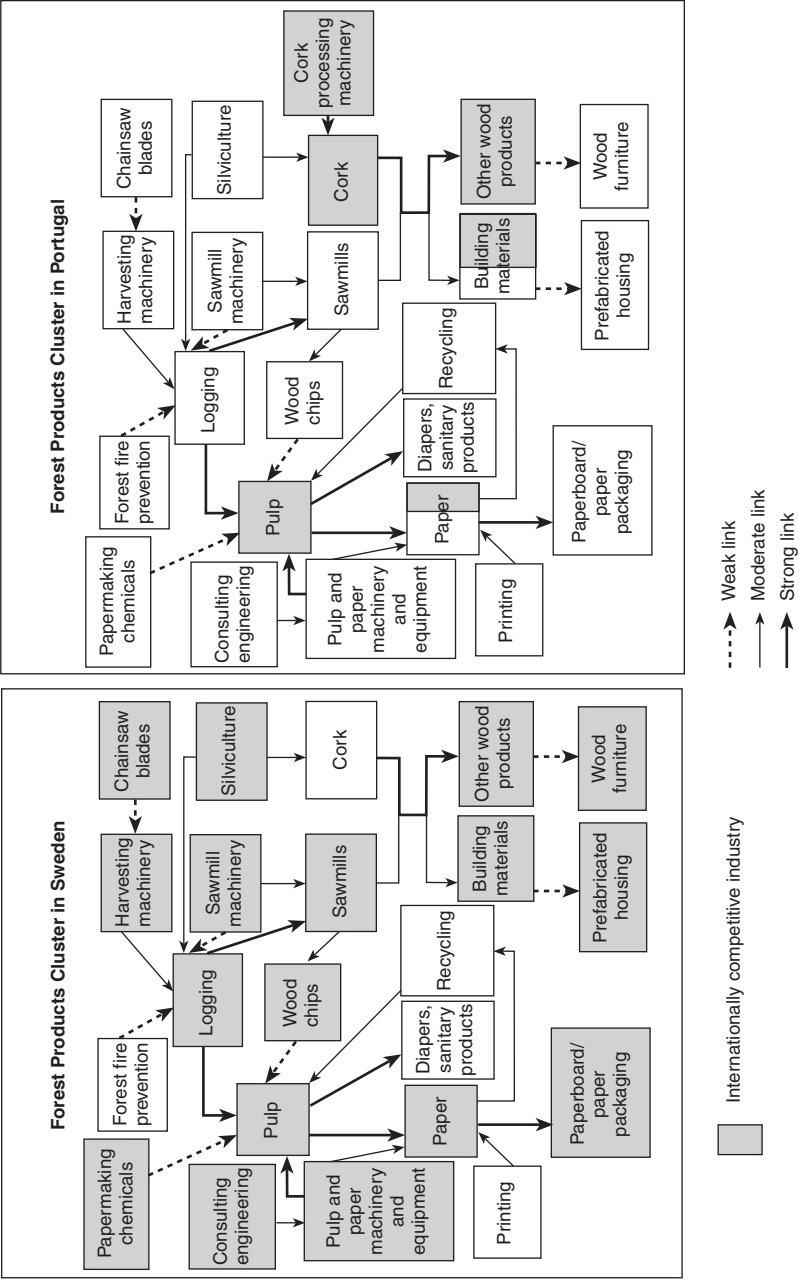 Forest Products Cluster in Sweden
Papermaking
chemicals
Forest fire
prevention
Harvesting
machinery
Chainsaw
blades
Consulting
engineering
Logging
Sawmill
machinery
Silviculture
Pulp
Wood
chips
Sawmills
Cork
Pulp and
paper
machinery
and
equipment
Paper
Diapers,
sanitary
products
Recycling
Building
materials
Other wood
products
Printing
Paperboard/
paper
packaging
Prefabricated
housing
Wood
furniture
Forest Products Cluster in Portugal
Papermaking
chemicals
Forest fire
prevention
Harvesting
machinery
Chainsaw
blades
Consulting
engineering
Logging
Sawmill
machinery
Silviculture
Pulp
Wood
chips
Sawmills
Cork
Cork
processing
machinery
Pulp and
paper
machinery
and
equipment
Paper
Diapers,
sanitary
products
Recycling
Building
materials
Other wood
products
Printing
Paperboard/
paper
packaging
Prefabricated
housing
Wood
furniture
Internationally competitive industry
Weak link
Moderate link
Strong link